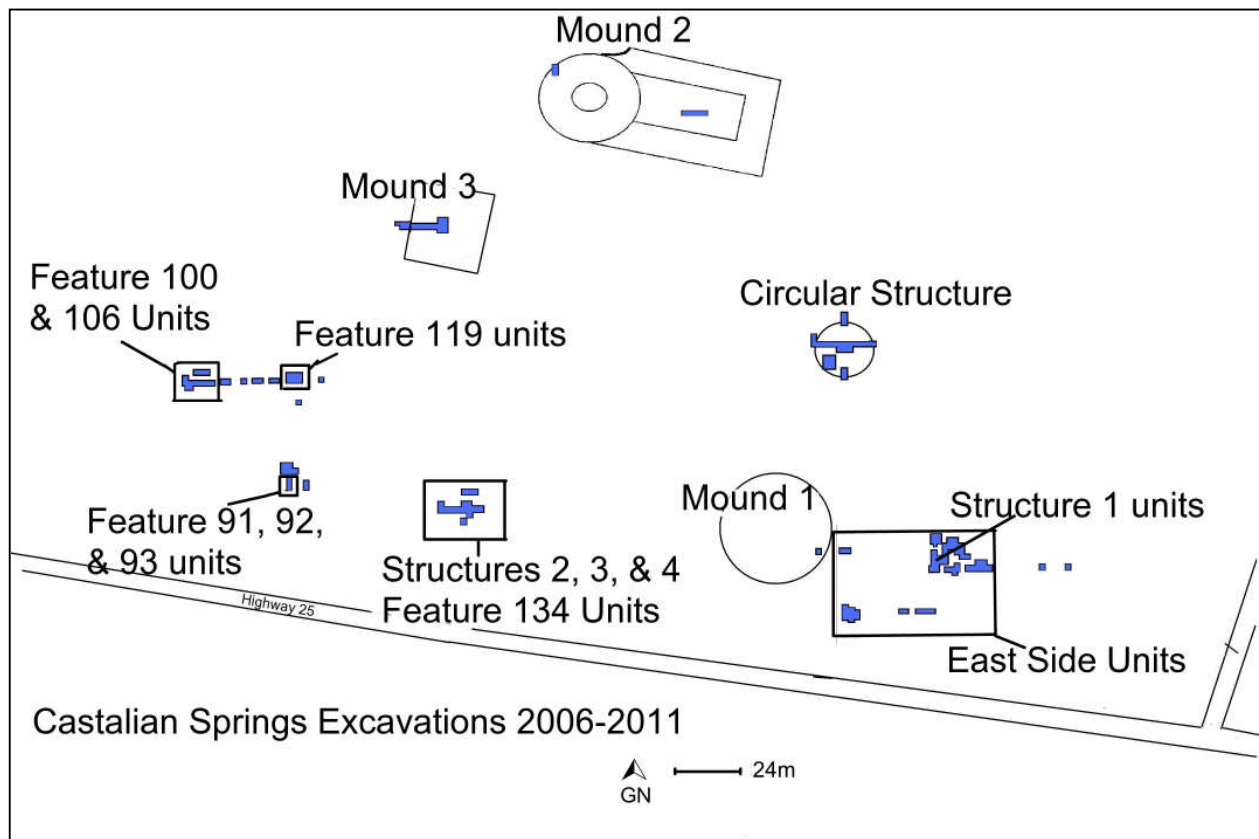 Mound 2
Mound 3
Feature 100
& 106 Units
Feature 119 units
Circular Structure
Mound 1
Structure 1 units
Feature 91, 92,
& 93 units
Structures 2, 3, & 4
Feature 134 Units
Highway 25
East Side Units
Castalian Springs Excavations 2006-2011
GN
24m